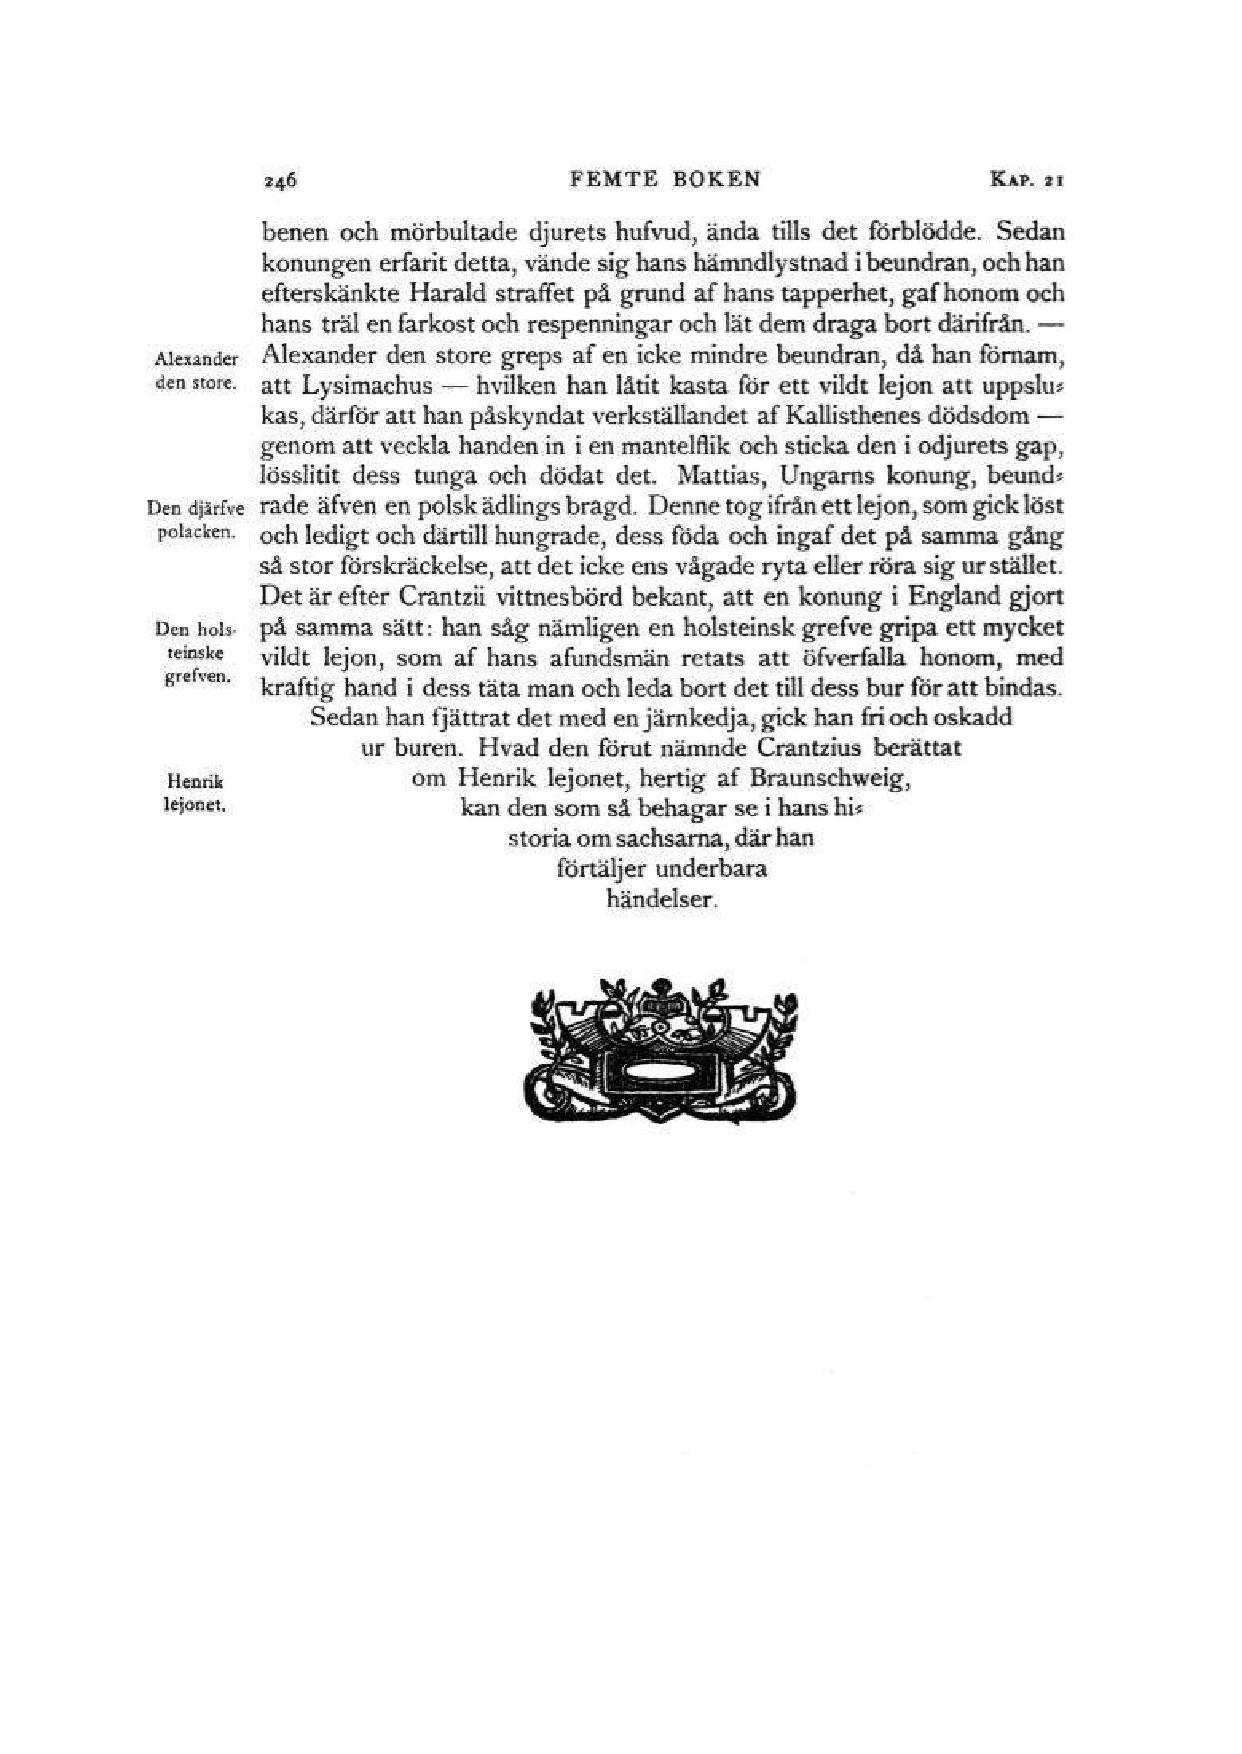 246 FEMTE BOKEN KAP. 21
benen och mörbultade djurets hufvud, ända tills det förblödde. Sedan
konungen erfarit detta, vände sig hans hämndlystnad i beundran, och han
efterskänkte Harald straffet på grund af hans tapperhet, gaf honom och
hans träl en farkost och respenningar och lät dem draga bort därifrån. —
Alexander
den store.
Alexander den store greps af en icke mindre beundran, då han förnam,
att Lysimachus — hvilken han låtit kasta för ett vildt lejon att uppslu-
kas, därför att han påskyndat verkställandet af Kallisthenes dödsdom —
genom att veckla handen in i en mantelflik och sticka den i odjurets gap,
lösslitit dess tunga och dödat det. Mattias, Ungarns konung, beund-
Den djärfve
polacken.
rade äfven en polsk ädlings bragd. Denne tog ifrån ett lejon, som gick löst
och ledigt och därtill hungrade, dess föda och ingaf det på samma gång
så stor förskräckelse, att det icke ens vågade ryta eller röra sig ur stället.
Det är efter Crantzii vittnesbörd bekant, att en konung i England gjort
Den hols-
teinske
grefven.
på samma sätt: han såg nämligen en holsteinsk grefve gripa ett mycket
vildt lejon, som af hans afundsmän retats att öfverfalla honom, med
kraftig hand i dess täta man och leda bort det till dess bur för att bindas.
Sedan han fjättrat det med en järnkedja, gick han fri och oskadd
ur buren. Hvad den förut nämnde Crantzius berättat
Henrik
lejonet.
om Henrik lejonet, hertig af Braunschweig,
kan den som så behagar se i hans hi-
storia om sachsarna, där han
förtäljer underbara
händelser.